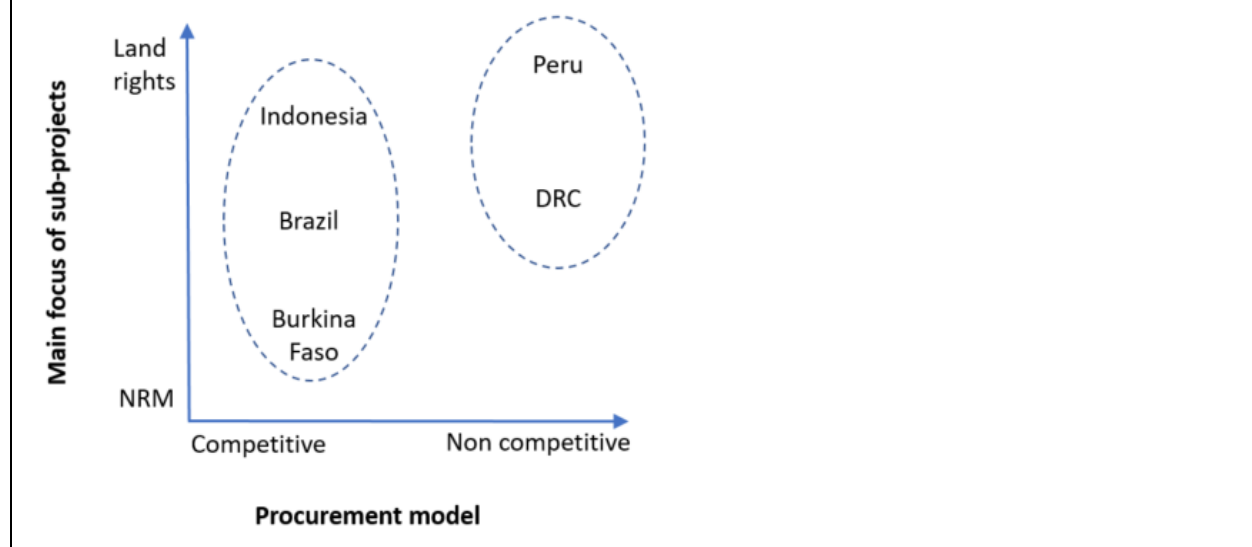 Land
rights
Main focus of sub-projects
Peru
Indonesia
DRC
Brazil
Burkina
Faso
NRM
Competitive
Non competitive
Procurement model